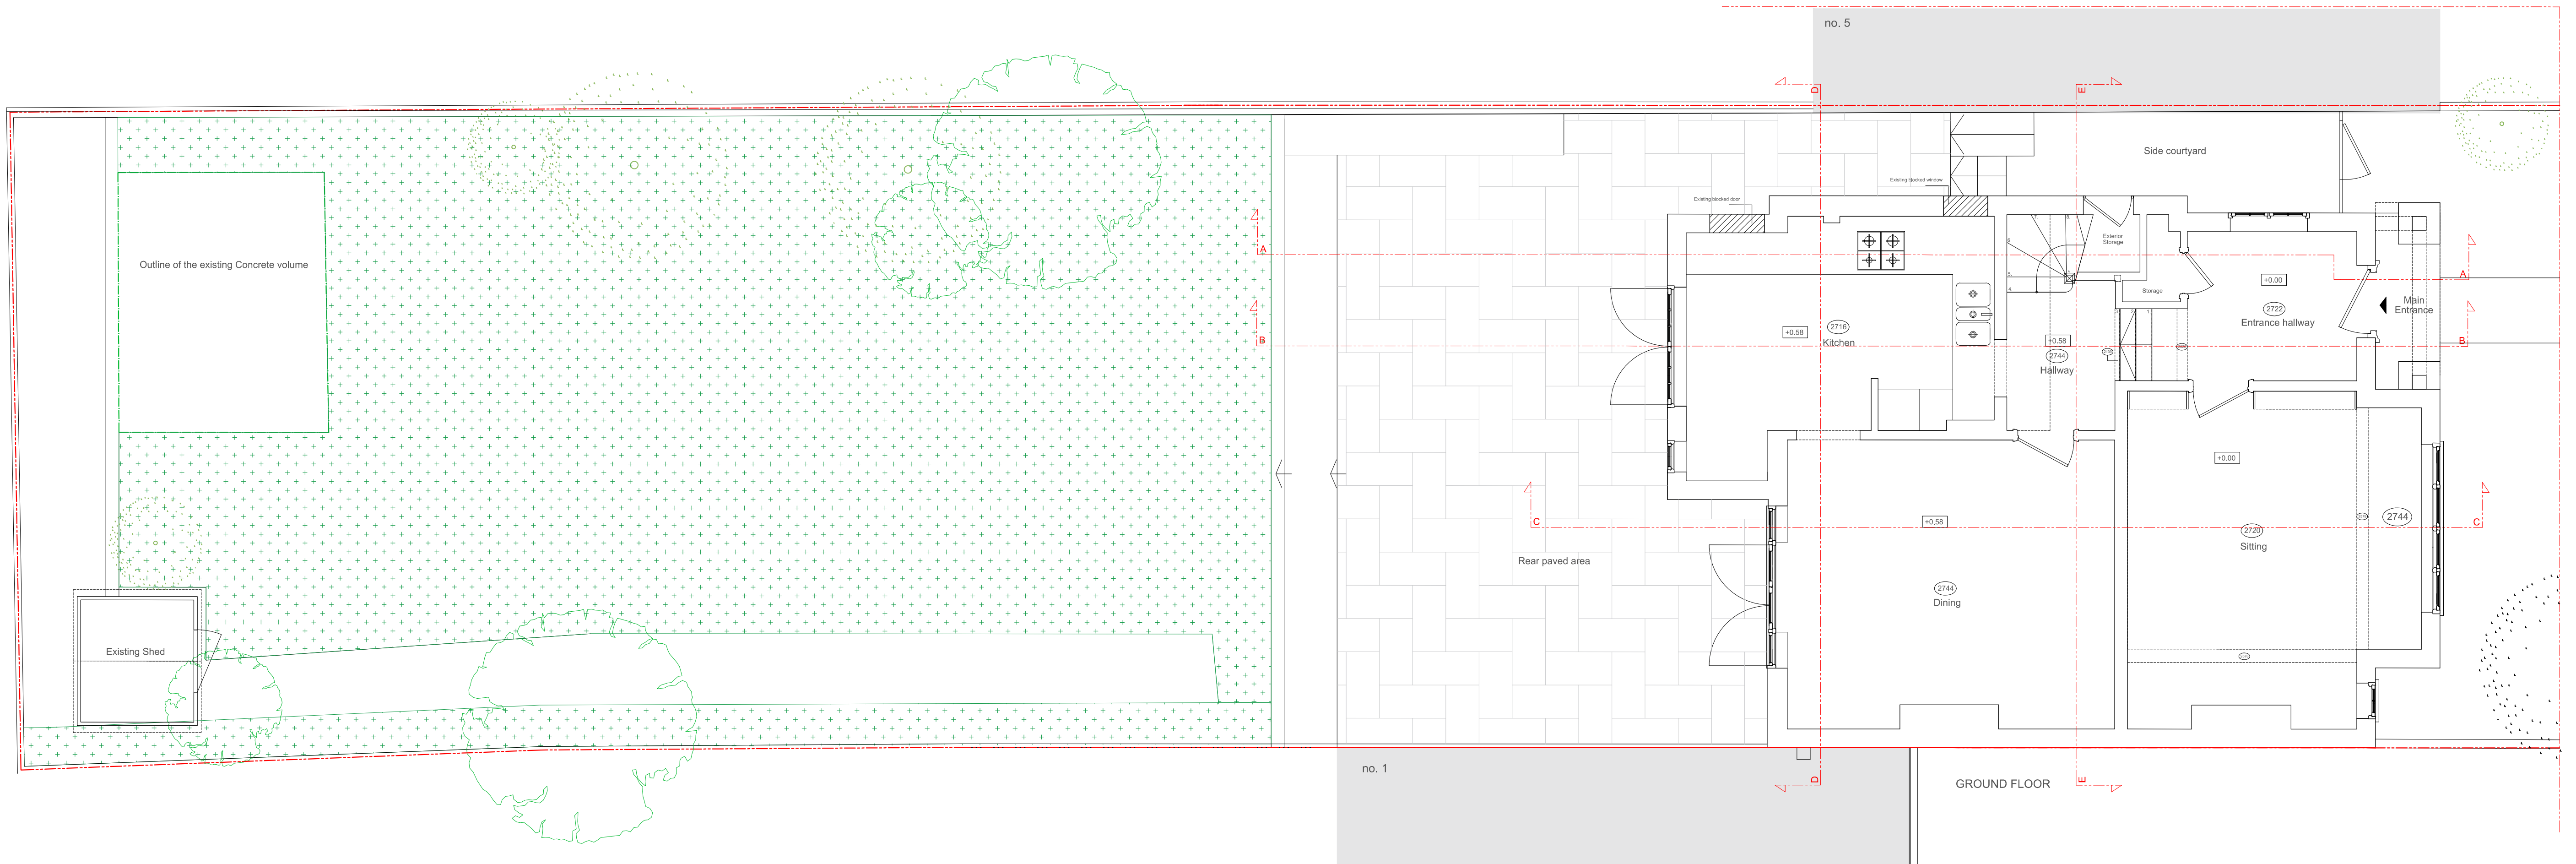 no. 5
D
E
Side courtyard
Existing blocked window
Existing blocked door
Exterior
Storage
A
A
Outline of the existing Concrete volume
+0.00
Storage
2722
Entrance hallway
Main
Entrance
+0.58
2716
Kitchen
B
+0.58
2744
Hallway
B
+0.00
C
+0.58
2720
Sitting
2744
C
Rear paved area
2744
Dining
Existing Shed
no. 1
D
E
GROUND FLOOR